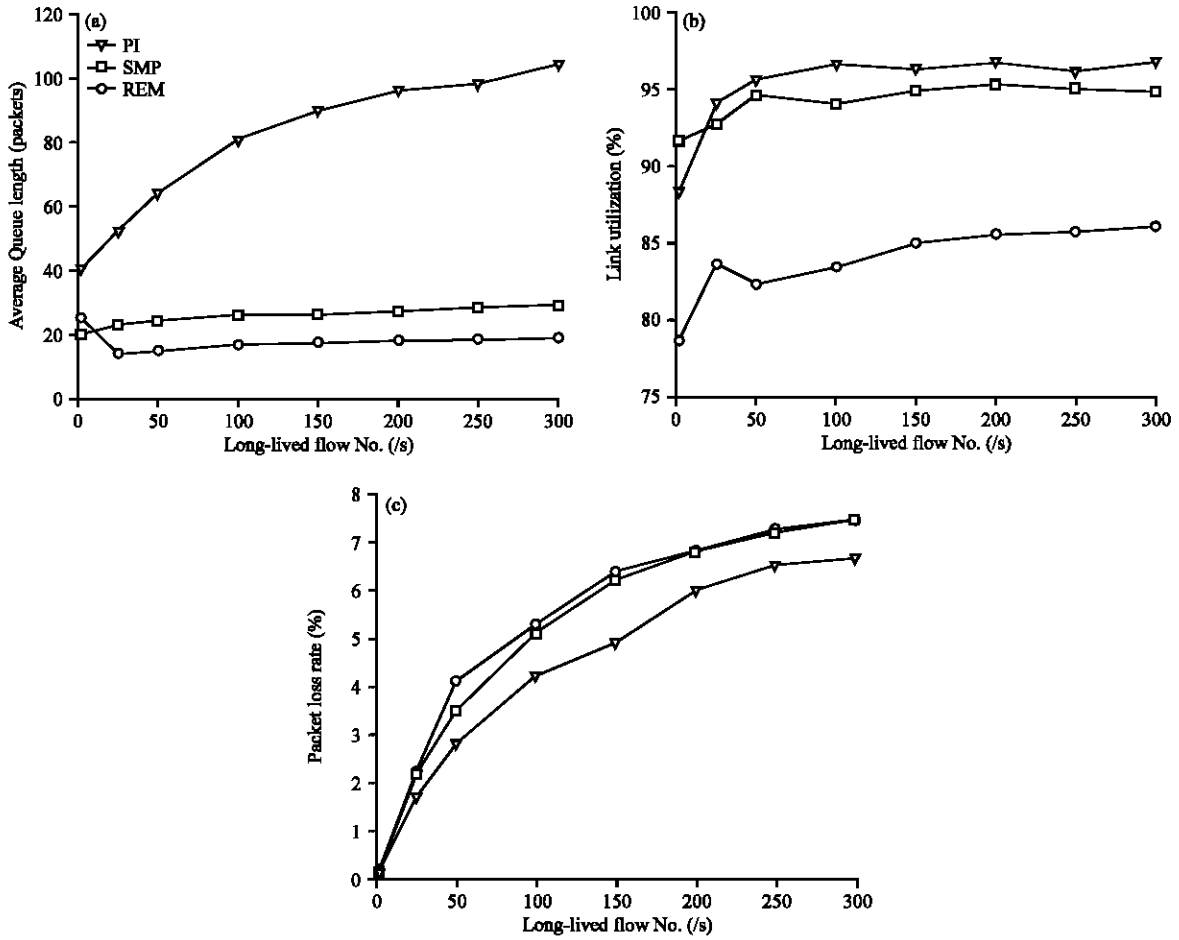 (a)
PI
SMP
REM
Average Queue length (packets)
120
100
80
60
40
20
0
0 50 100 150 200 250 300
Long-lived flow No. (/s)
(b)
Link utilization (%)
100
95
90
85
80
75
0 50 100 150 200 250 300
Long-lived flow No. (/s)
(c)
Packet loss rate (%)
8
7
6
5
4
3
2
1
0
0 50 100 150 200 250 300
Long-lived flow No. (/s)